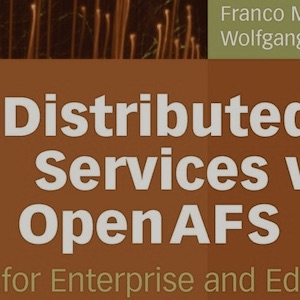 Franco M
Wolfgang
Distributed
Services
OpenAFS
for Enterprise and Ed